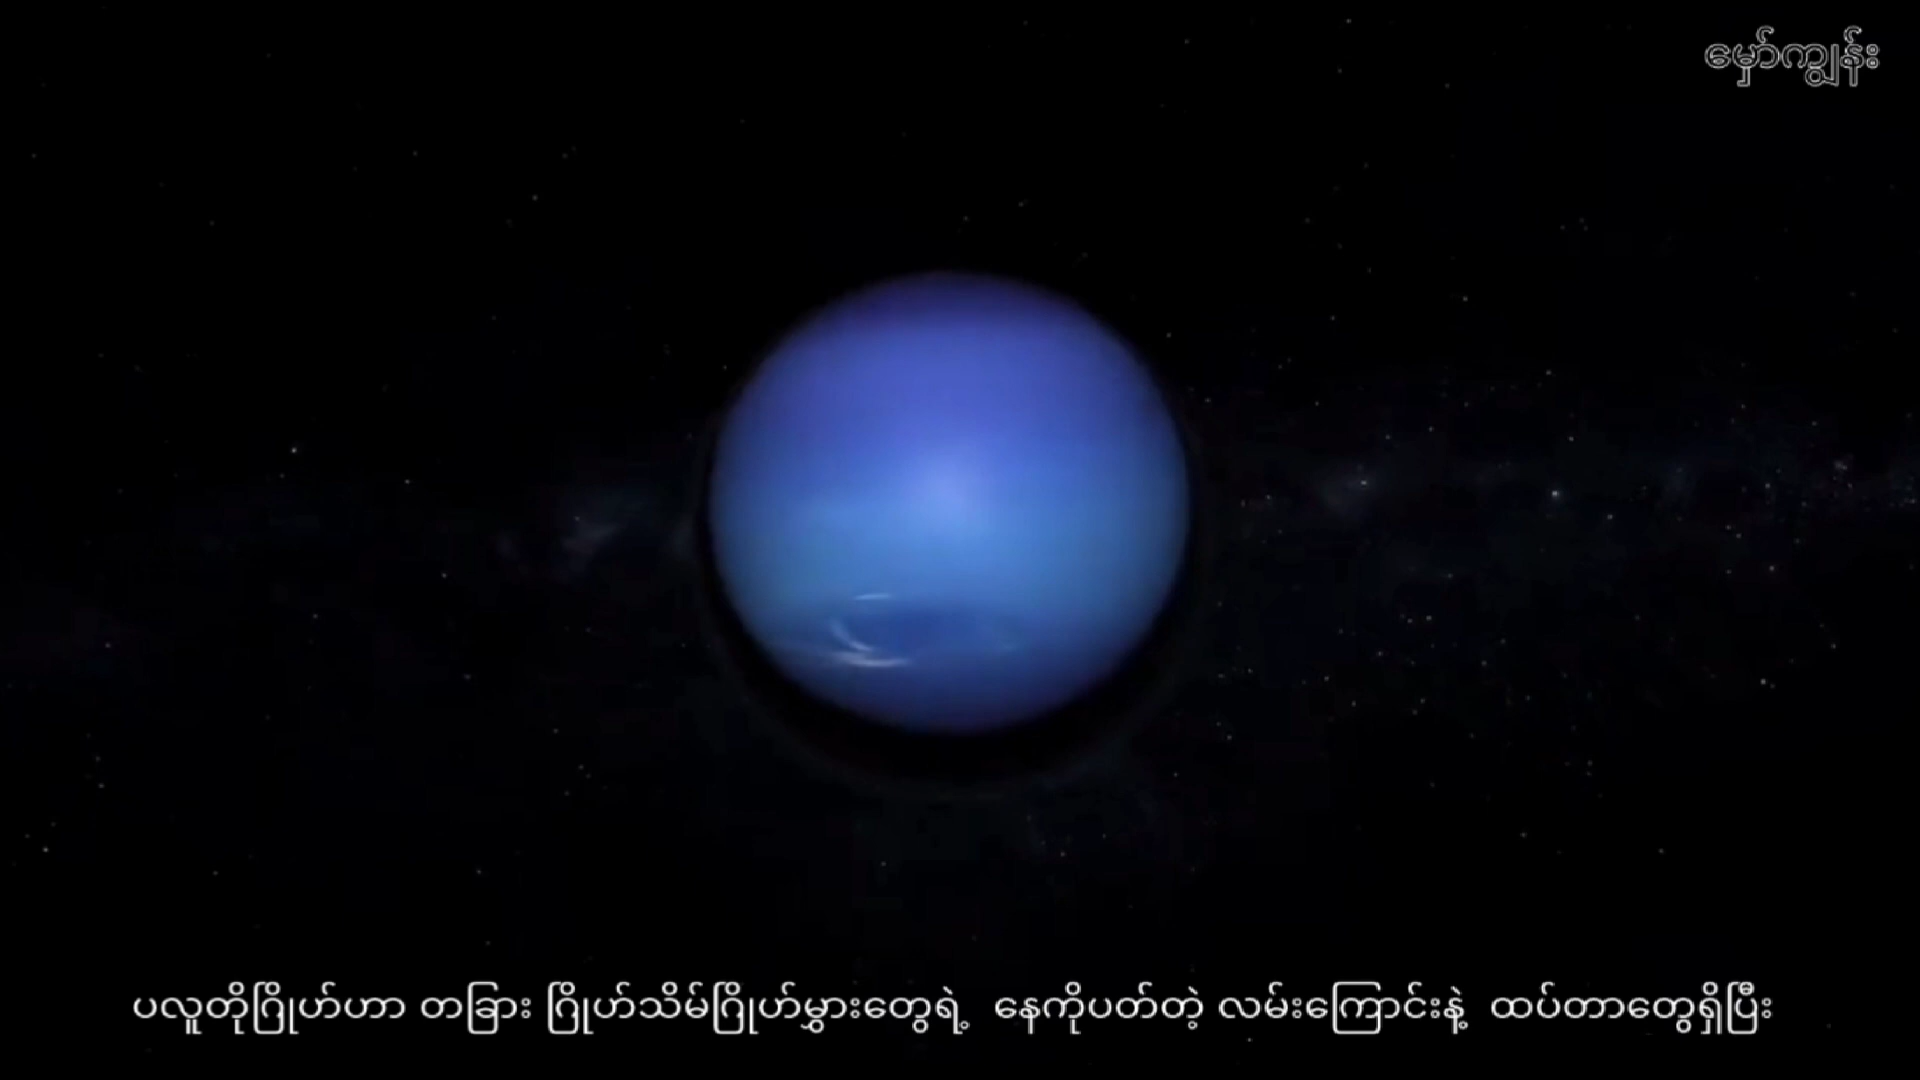 မှော်ကျွန်း
ပလူတိုဂြိုဟ်ဟာ တခြား ဂြိုဟ်သိမ်ဂြိုဟ်မွှားတွေရဲ့ နေကိုပတ်တဲ့ လမ်းကြောင်းနဲ့ ထပ်တာတွေရှိပြီး